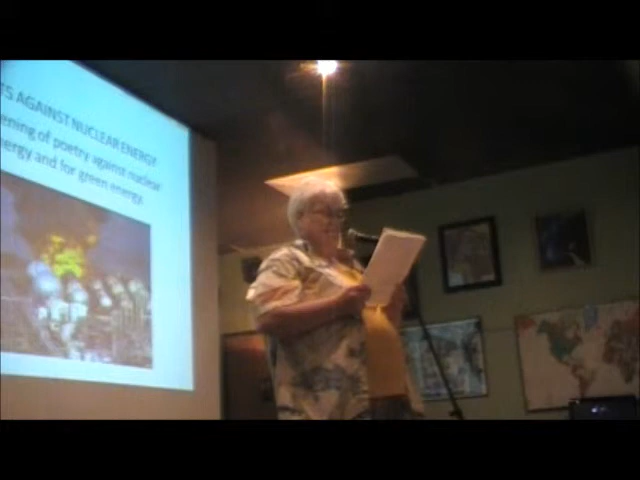 TS AGAINST NUCLEAR ENERGY
ening of poetry against nuclear
nergy and for green energy.